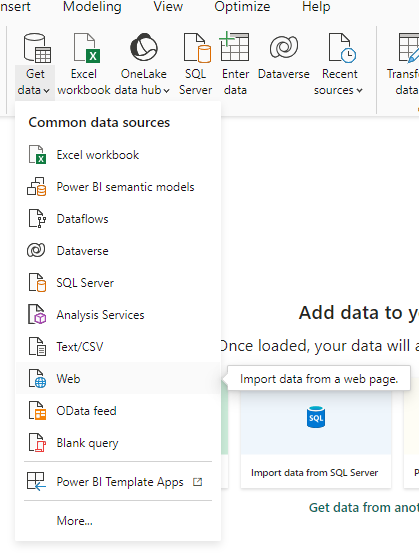 nsert Modeling View Optimize Help
Get data
Excel workbook
OneLake data hub
SQL Server
Enter data
Dataverse
Recent sources
Transfor data
Common data sources
Excel workbook
Power BI semantic models
Dataflows
Dataverse
SQL Server
Analysis Services
Text/CSV
Web
OData feed
Blank query
Power BI Template Apps
More...
Add data to y
Once loaded, your data will a
Import data from a web page.
SQL
Import data from SQL Server
P
Get data from anot